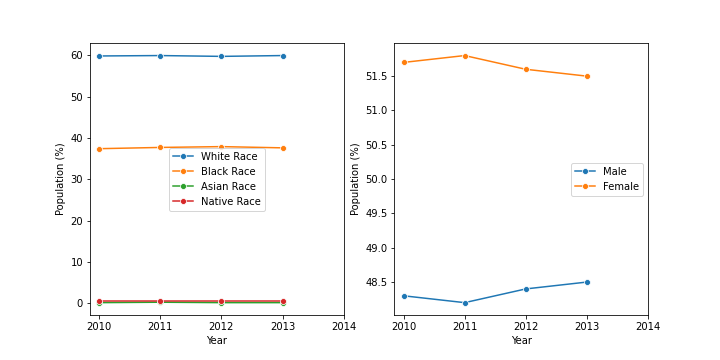 60
50
40
30
20
10
0
Population (%)
2010 2011 2012 2013 2014
Year
White Race
Black Race
Asian Race
Native Race
51.5
51.0
50.5
50.0
49.5
49.0
48.5
Population (%)
2010 2011 2012 2013 2014
Year
Male
Female